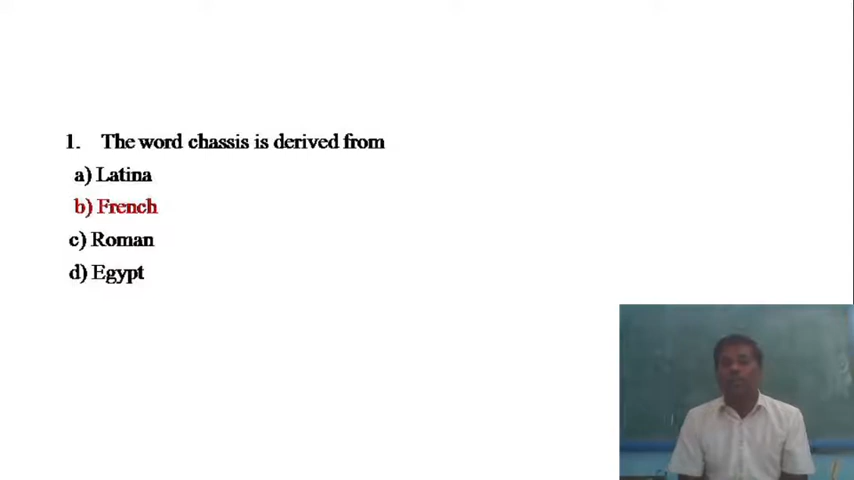 1. The word chassis is derived from
a) Latina
b) French
c) Roman
d) Egypt